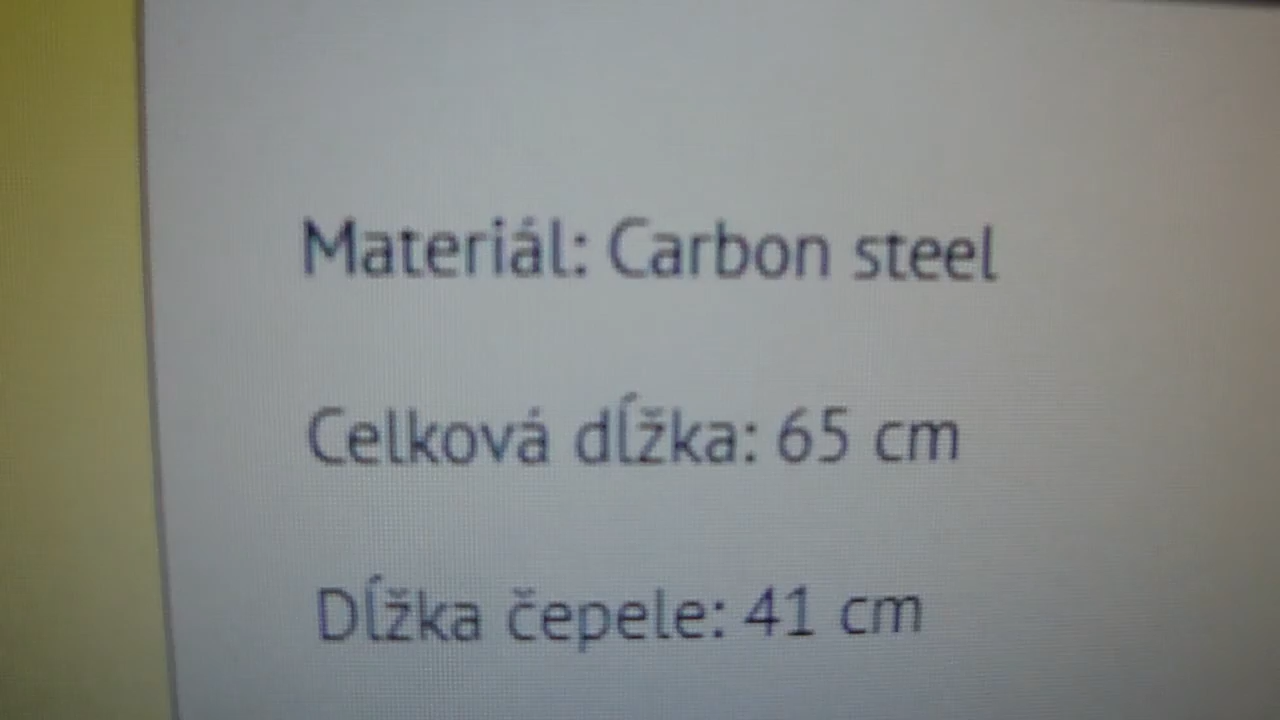 Materiál: Carbon steel
Celková dĺžka: 65 cm
Dĺžka čepele: 41 cm